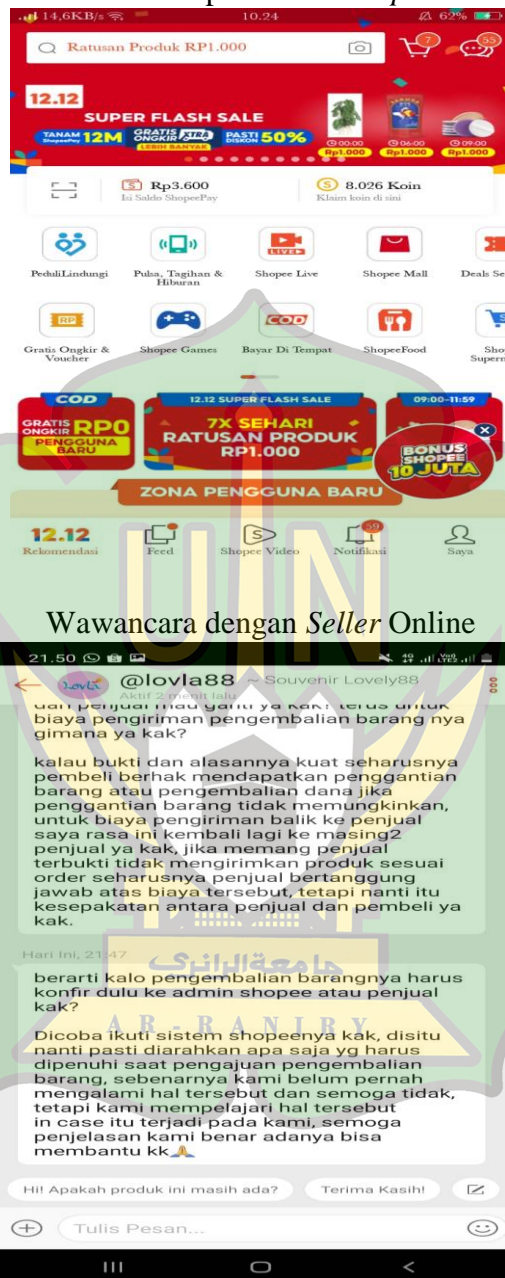 14,6KB/s 10.24 62%
Ratusan Produk RP1.000
7 55
12.12
SUPER FLASH SALE
TANAM 12M GRATIS ONGKIR XTRA LEBIH BANYAK PASTI DISKON 50%
00:00 06:00 09:00
Rp1.000 Rp1.000 Rp1.000
Rp3.600 8.026 Koin
Isi Saldo ShopeePay Klaim koin di sini
LIVE
PeduliLindungi Pulsa, Tagihan & Hiburan Shopee Live Shopee Mall Deals Se
RP COD
Gratis Ongkir & Voucher Shopee Games Bayar Di Tempat ShopeeFood Sho
Superm
COD 12.12 SUPER FLASH SALE 09:00-11:59
GRATIS ONGKIR RP0
PENGGUNA BARU
7X SEHARI
RATUSAN PRODUK
RP1.000
BONUS
SHOPEE
10 JUTA
ZONA PENGGUNA BARU
12.12 59
Rekomendasi Feed Shopee Video Notifikasi Saya
UIN
Wawancara dengan Seller Online
21.50
lovla @lovla88 ~ Souvenir Lovely88
Aktif 2 menit lalu
dan penjual mau ganti ya kak? terus untuk
biaya pengiriman pengembalian barang nya
gimana ya kak?
kalau bukti dan alasannya kuat seharusnya
pembeli berhak mendapatkan penggantian
barang atau pengembalian dana jika
penggantian barang tidak memungkinkan,
untuk biaya pengiriman balik ke penjual
saya rasa ini kembali lagi ke masing2
penjual ya kak, jika memang penjual
terbukti tidak mengirimkan produk sesuai
order seharusnya penjual bertanggung
jawab atas biaya tersebut, tetapi nanti itu
kesepakatan antara penjual dan pembeli ya
kak.
Hari Ini, 21.47
جامعة الرانري
berarti kalo pengembalian barangnya harus
konfir dulu ke admin shopee atau penjual
kak?
AR-RANIRY
Dicoba ikuti sistem shopeenya kak, disitu
nanti pasti diarahkan apa saja yg harus
dipenuhi saat pengajuan pengembalian
barang, sebenarnya kami belum pernah
mengalami hal tersebut dan semoga tidak,
tetapi kami mempelajari hal tersebut
in case itu terjadi pada kami, semoga
penjelasan kami benar adanya bisa
membantu kk🙏
Hi! Apakah produk ini masih ada? Terima Kasih!
Tulis Pesan...